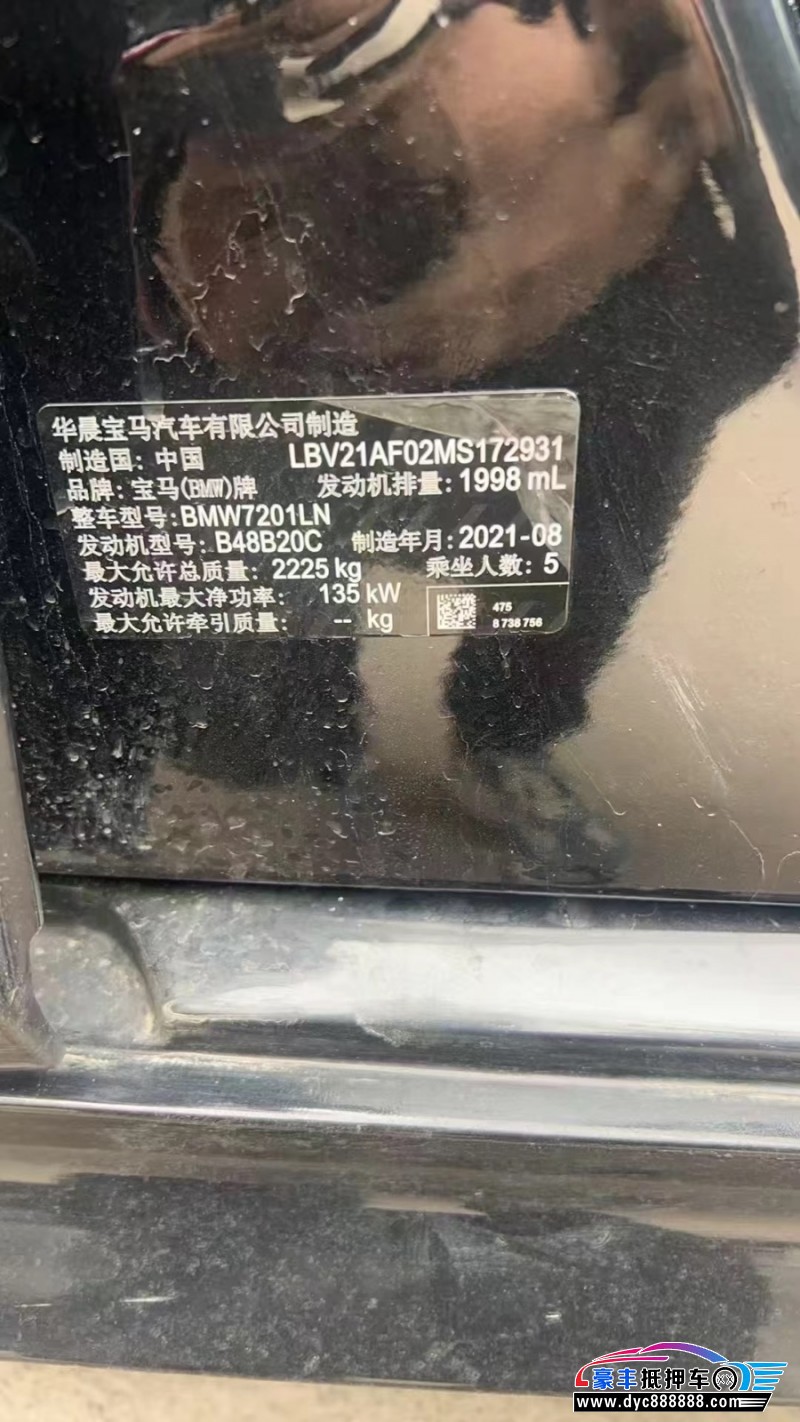 华晨宝马汽车有限公司制造
制造国：中国 LBV21AF02MS172931
品牌：宝马(BMW)牌 发动机排量：1998 mL
整车型号：BMW7201LN
发动机型号：B48B20C 制造年月：2021-08
最大允许总质量：2225 kg 乘坐人数：5
发动机最大净功率：135 kW
最大允许牵引质量：-- kg
475
8 738 756
豪丰抵押车
www.dyc888888.com